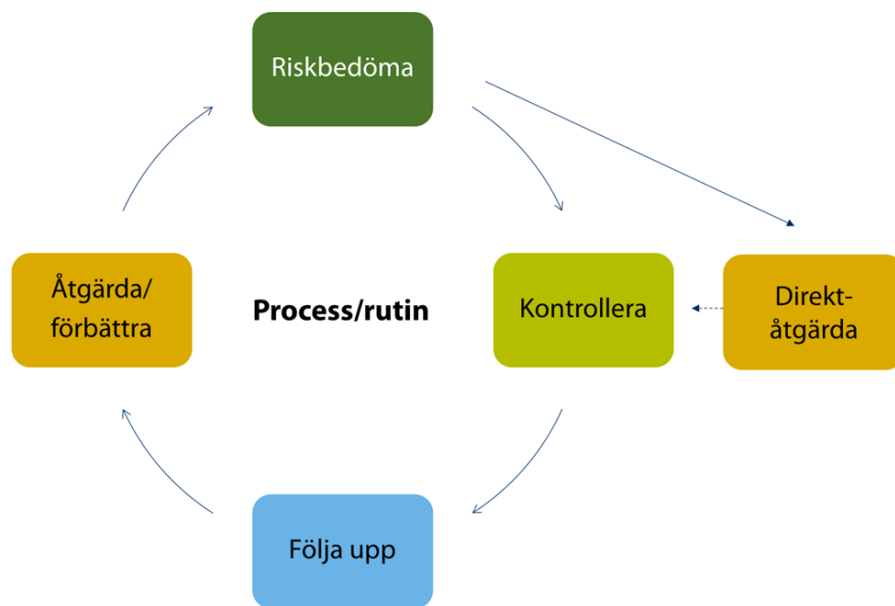 Riskbedöma
Åtgärda/
förbättra
Process/rutin
Kontrollera
Direkt-
åtgärda
Följa upp